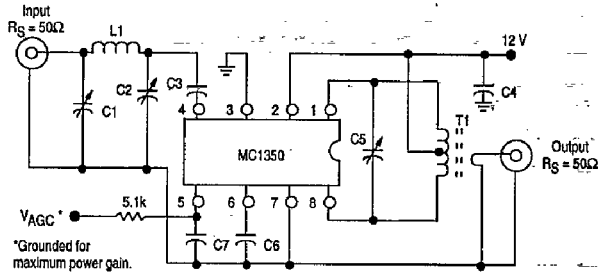 Input
RS = 50Ω
L1
C1
C2
C3
4
3
2
1
12 V
C4
MC1350
C5
T1
Output
RS = 50Ω
5
6
7
8
5.1k
VAGC *
C7
C6
*Grounded for
maximum power gain.